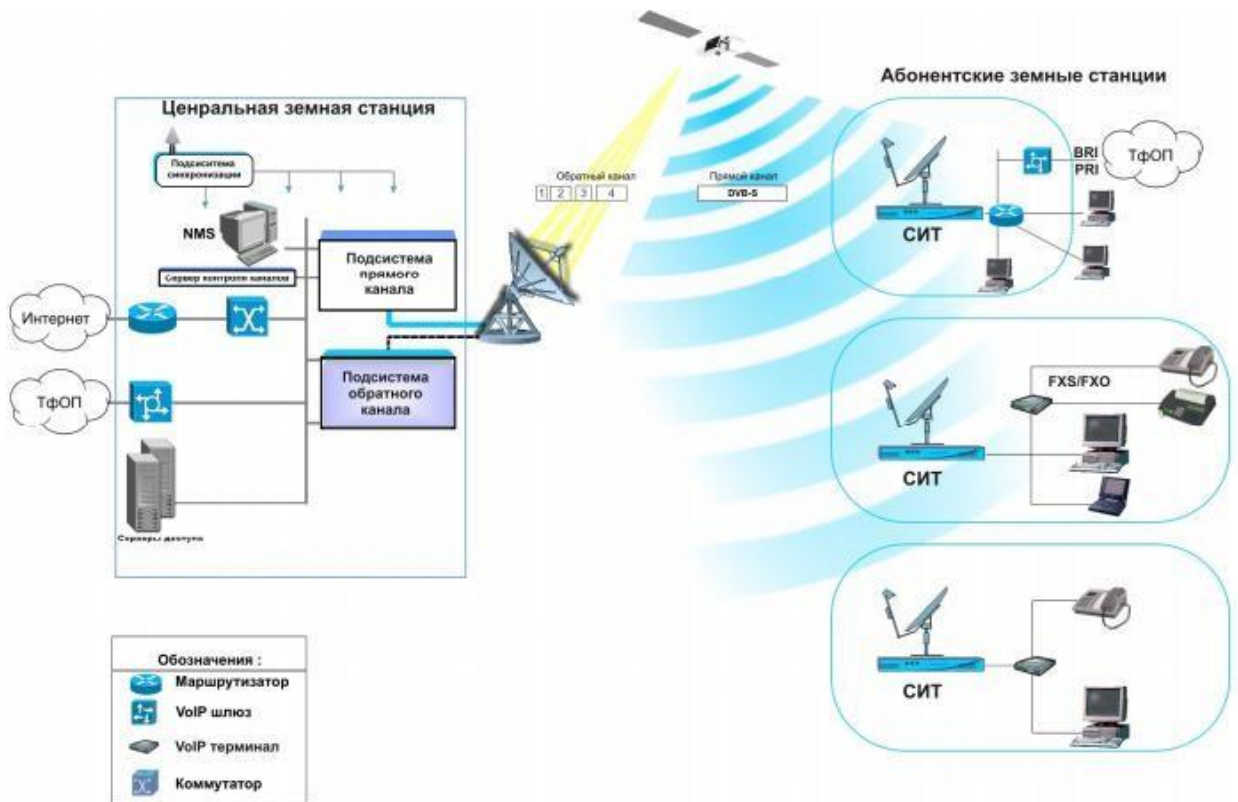 Ценральная земная станция
Подсиситема
синхронизации
NMS
Сервер контроля каналов
Подсистема
прямого
канала
Интернет
ТфОП
Подсистема
обратного
канала
Серверы доступа
Обратный канал
1 2 3 4
Прямой канал
DVB-S
Абонентские земные станции
BRI
PRI
ТфОП
СИТ
FXS/FXO
СИТ
СИТ
Обозначения :
Маршрутизатор
VoIP шлюз
VoIP терминал
Коммутатор